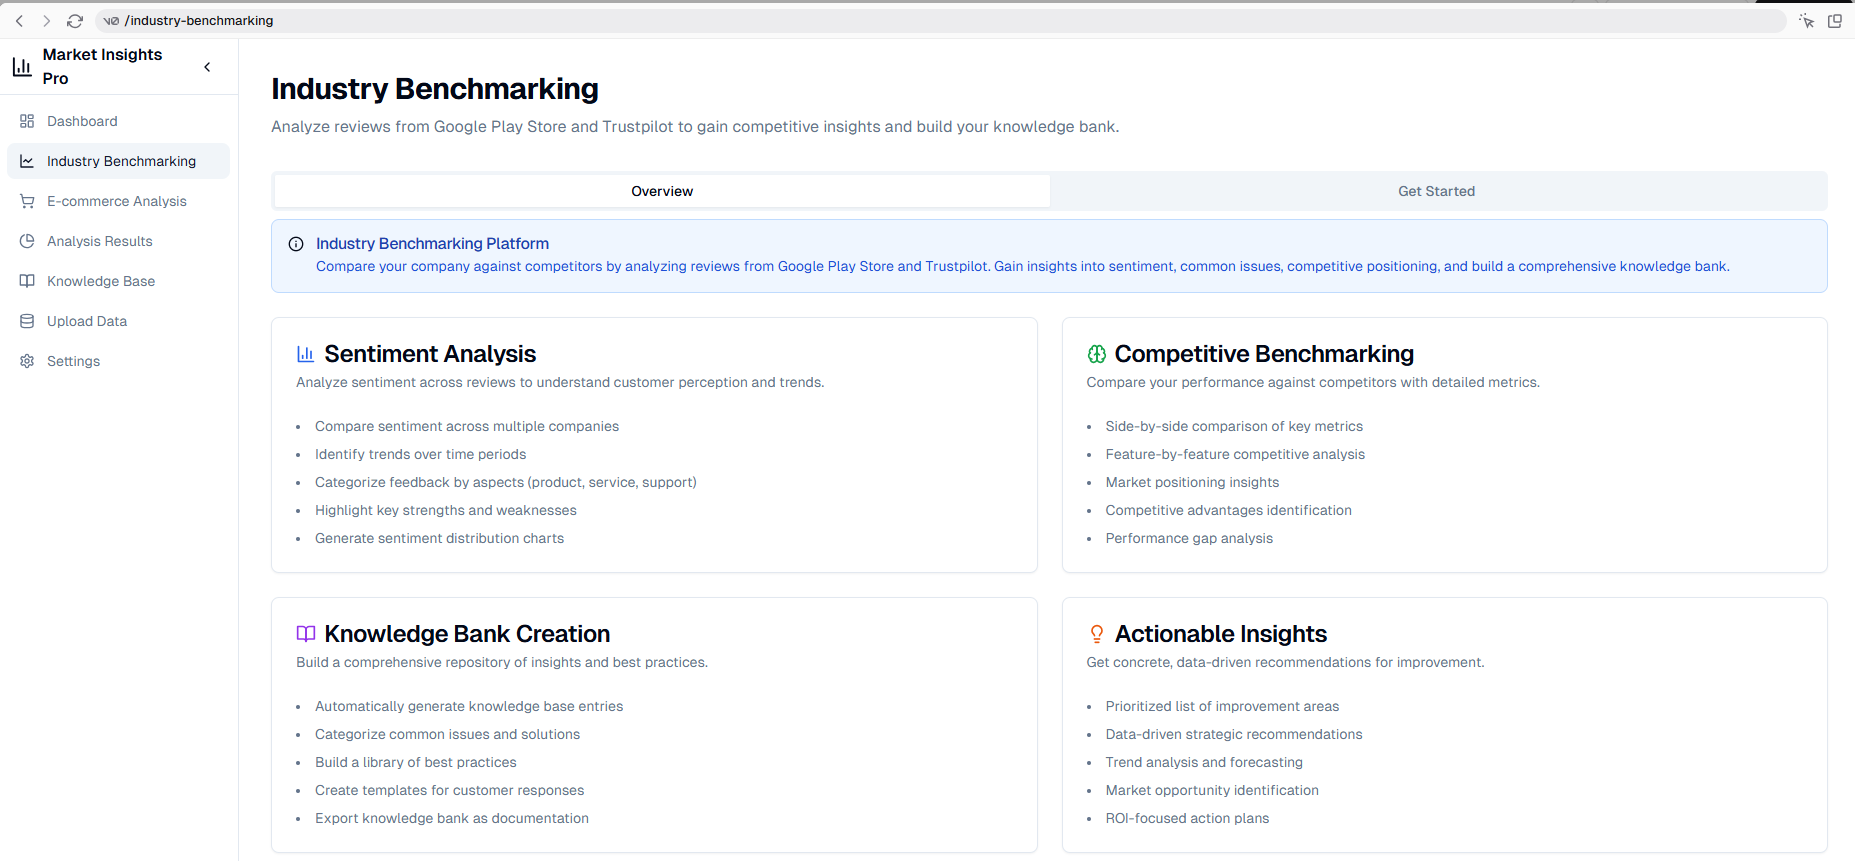 /industry-benchmarking
Market Insights
Pro
Dashboard
Industry Benchmarking
E-commerce Analysis
Analysis Results
Knowledge Base
Upload Data
Settings
Industry Benchmarking
Analyze reviews from Google Play Store and Trustpilot to gain competitive insights and build your knowledge bank.
Overview
Get Started
Industry Benchmarking Platform
Compare your company against competitors by analyzing reviews from Google Play Store and Trustpilot. Gain insights into sentiment, common issues, competitive positioning, and build a comprehensive knowledge bank.
Sentiment Analysis
Analyze sentiment across reviews to understand customer perception and trends.
• Compare sentiment across multiple companies
• Identify trends over time periods
• Categorize feedback by aspects (product, service, support)
• Highlight key strengths and weaknesses
• Generate sentiment distribution charts
Competitive Benchmarking
Compare your performance against competitors with detailed metrics.
• Side-by-side comparison of key metrics
• Feature-by-feature competitive analysis
• Market positioning insights
• Competitive advantages identification
• Performance gap analysis
Knowledge Bank Creation
Build a comprehensive repository of insights and best practices.
• Automatically generate knowledge base entries
• Categorize common issues and solutions
• Build a library of best practices
• Create templates for customer responses
• Export knowledge bank as documentation
Actionable Insights
Get concrete, data-driven recommendations for improvement.
• Prioritized list of improvement areas
• Data-driven strategic recommendations
• Trend analysis and forecasting
• Market opportunity identification
• ROI-focused action plans